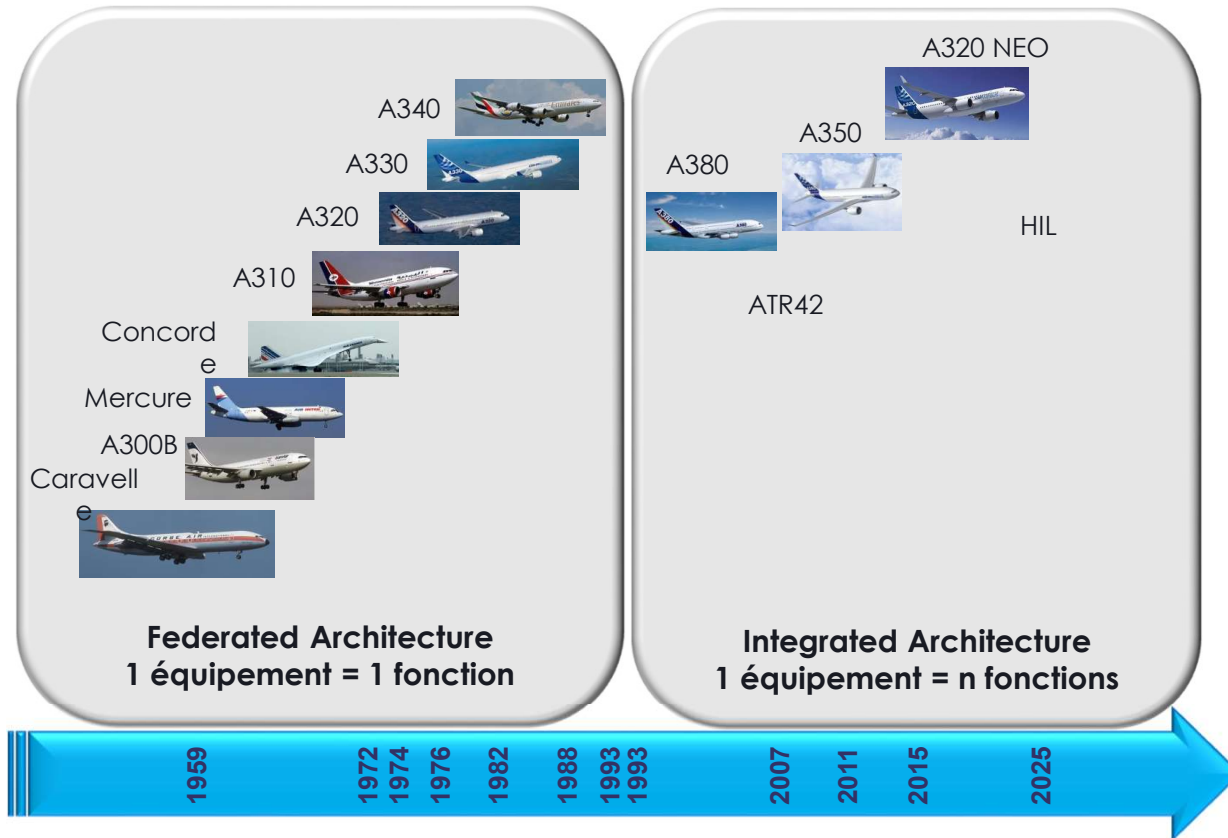 A320 NEO
A340
A350
A330
A380
A320
HIL
A310
ATR42
Concord
e
Mercure
A300B
Caravell
e
Federated Architecture
1 équipement = 1 fonction
Integrated Architecture
1 équipement = n fonctions
1959
1972
1974
1976
1982
1988
1993
1993
2007
2011
2015
2025